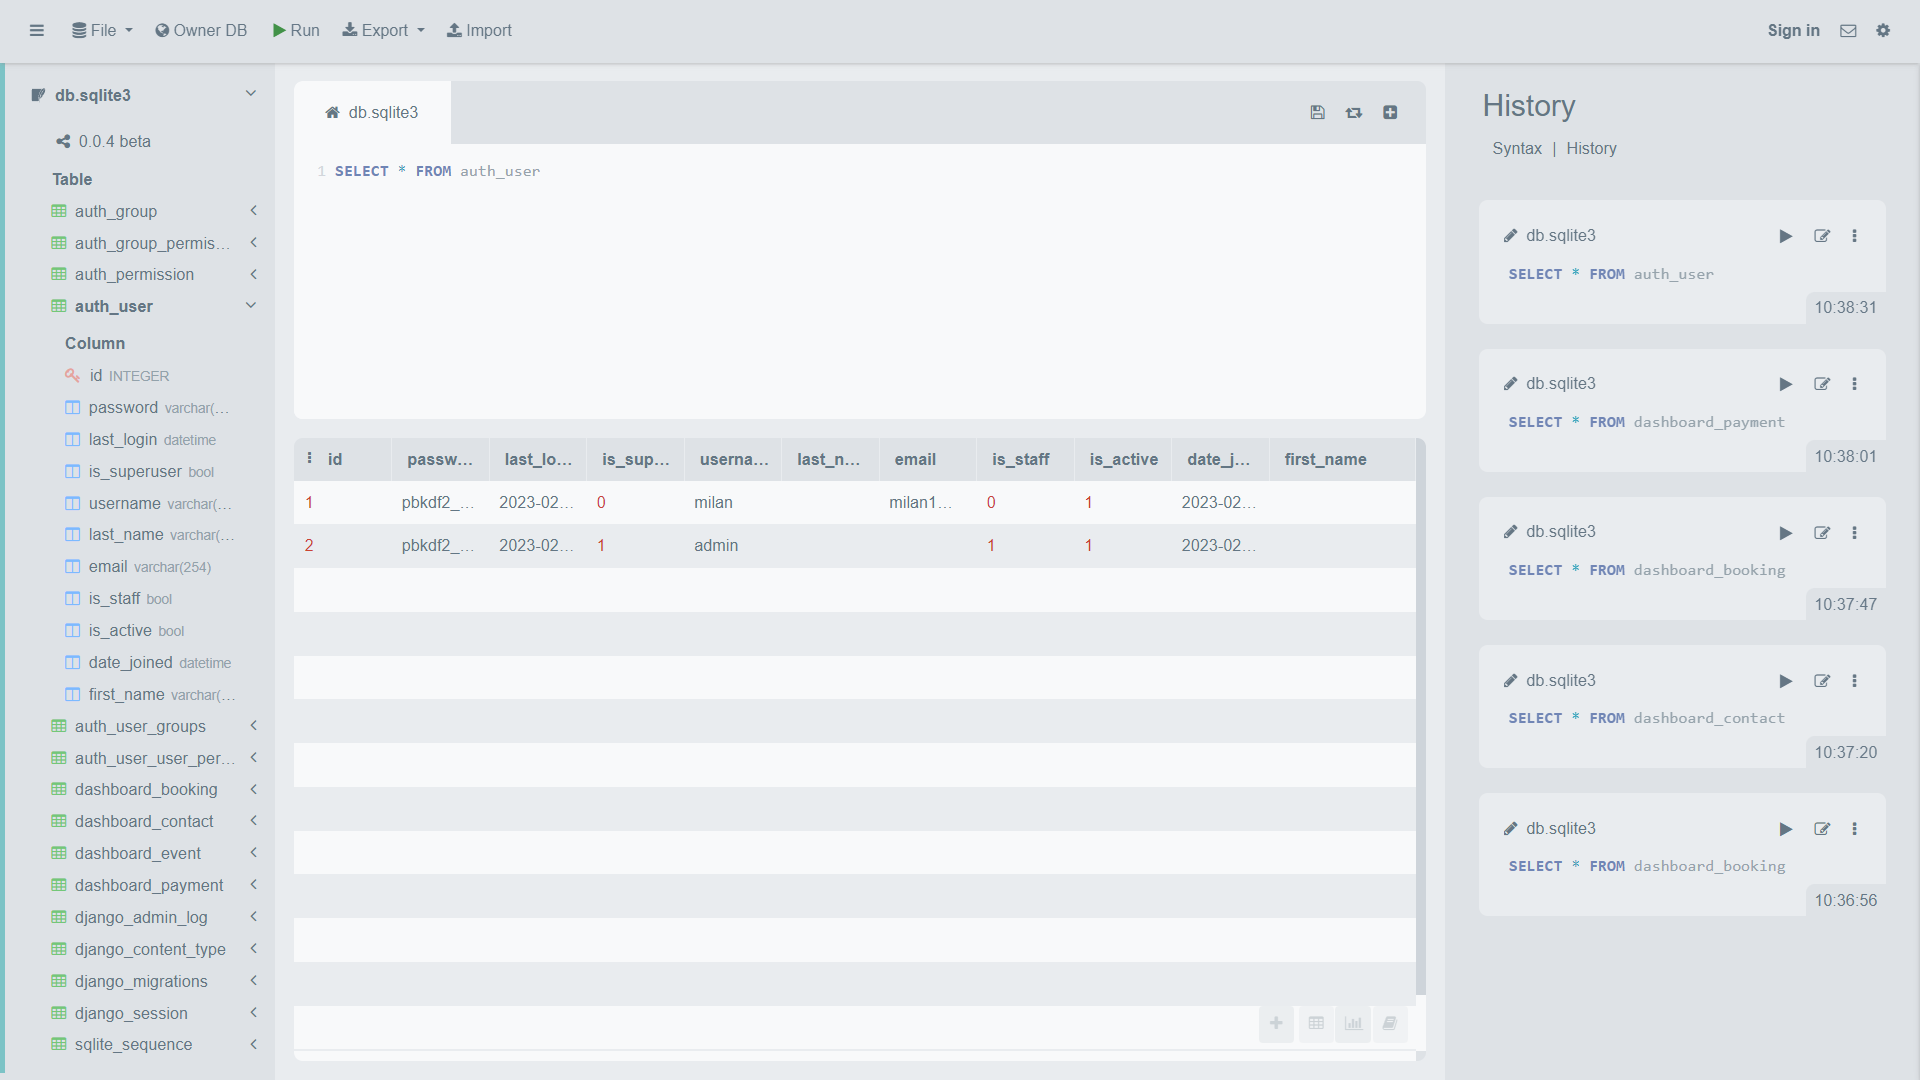 File Owner DB Run Export Import Sign in
db.sqlite3
0.0.4 beta
Table
auth_group
auth_group_permis...
auth_permission
auth_user
Column
id INTEGER
password varchar(...
last_login datetime
is_superuser bool
username varchar(...
last_name varchar(...
email varchar(254)
is_staff bool
is_active bool
date_joined datetime
first_name varchar(...
auth_user_groups
auth_user_user_per...
dashboard_booking
dashboard_contact
dashboard_event
dashboard_payment
django_admin_log
django_content_type
django_migrations
django_session
sqlite_sequence
db.sqlite3
1 SELECT * FROM auth_user
id passw... last_lo... is_sup... userna... last_n... email is_staff is_active date_j... first_name
1 pbkdf2_... 2023-02... 0 milan milan1... 0 1 2023-02...
2 pbkdf2_... 2023-02... 1 admin 1 1 2023-02...
History
Syntax | History
db.sqlite3
SELECT * FROM auth_user
10:38:31
db.sqlite3
SELECT * FROM dashboard_payment
10:38:01
db.sqlite3
SELECT * FROM dashboard_booking
10:37:47
db.sqlite3
SELECT * FROM dashboard_contact
10:37:20
db.sqlite3
SELECT * FROM dashboard_booking
10:36:56